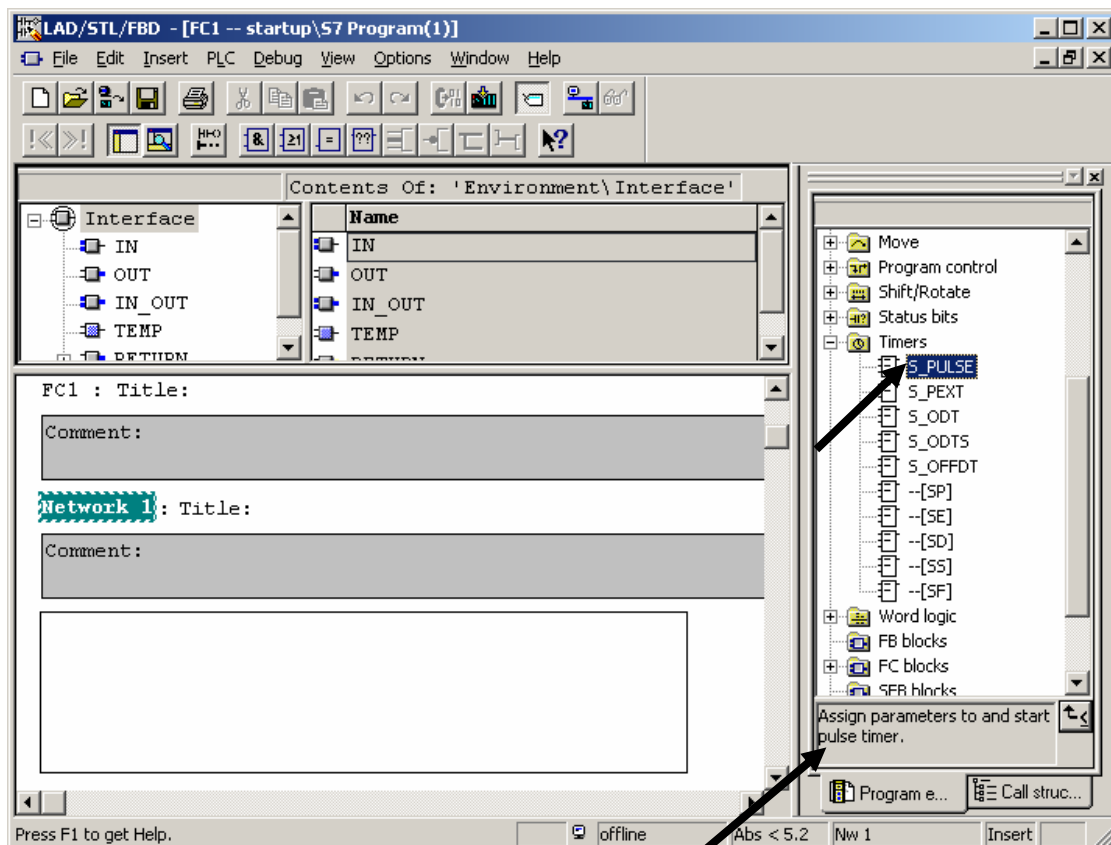 LAD/STL/FBD - [FC1 -- startup\S7 Program(1)]
File Edit Insert PLC Debug View Options Window Help
Contents Of: 'Environment\Interface'
Interface
IN
OUT
IN_OUT
TEMP
RETURN
Name
IN
OUT
IN_OUT
TEMP
RETURN
FC1 : Title:
Comment:
Network 1: Title:
Comment:
Move
Program control
Shift/Rotate
Status bits
Timers
S_PULSE
S_PEXT
S_ODT
S_ODTS
S_OFFDT
--[SP]
--[SE]
--[SD]
--[SS]
--[SF]
Word logic
FB blocks
FC blocks
SFB blocks
Assign parameters to and start
pulse timer.
Program e... Call struc...
Press F1 to get Help. offline Abs < 5.2 Nw 1 Insert